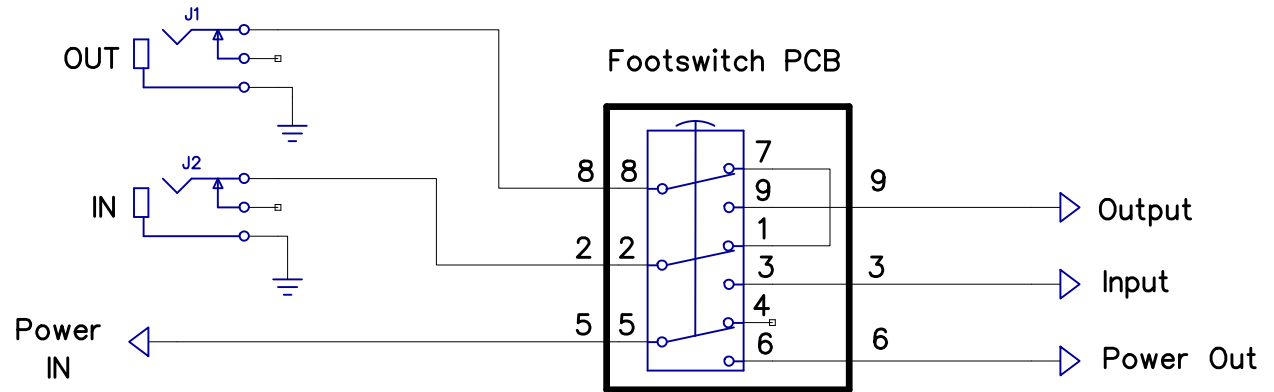 J1
OUT
Footswitch PCB
J2
IN
8 8 7
9 9
Output
1
2 2
3 3
Input
4
5 5
Power
IN
6 6
Power Out